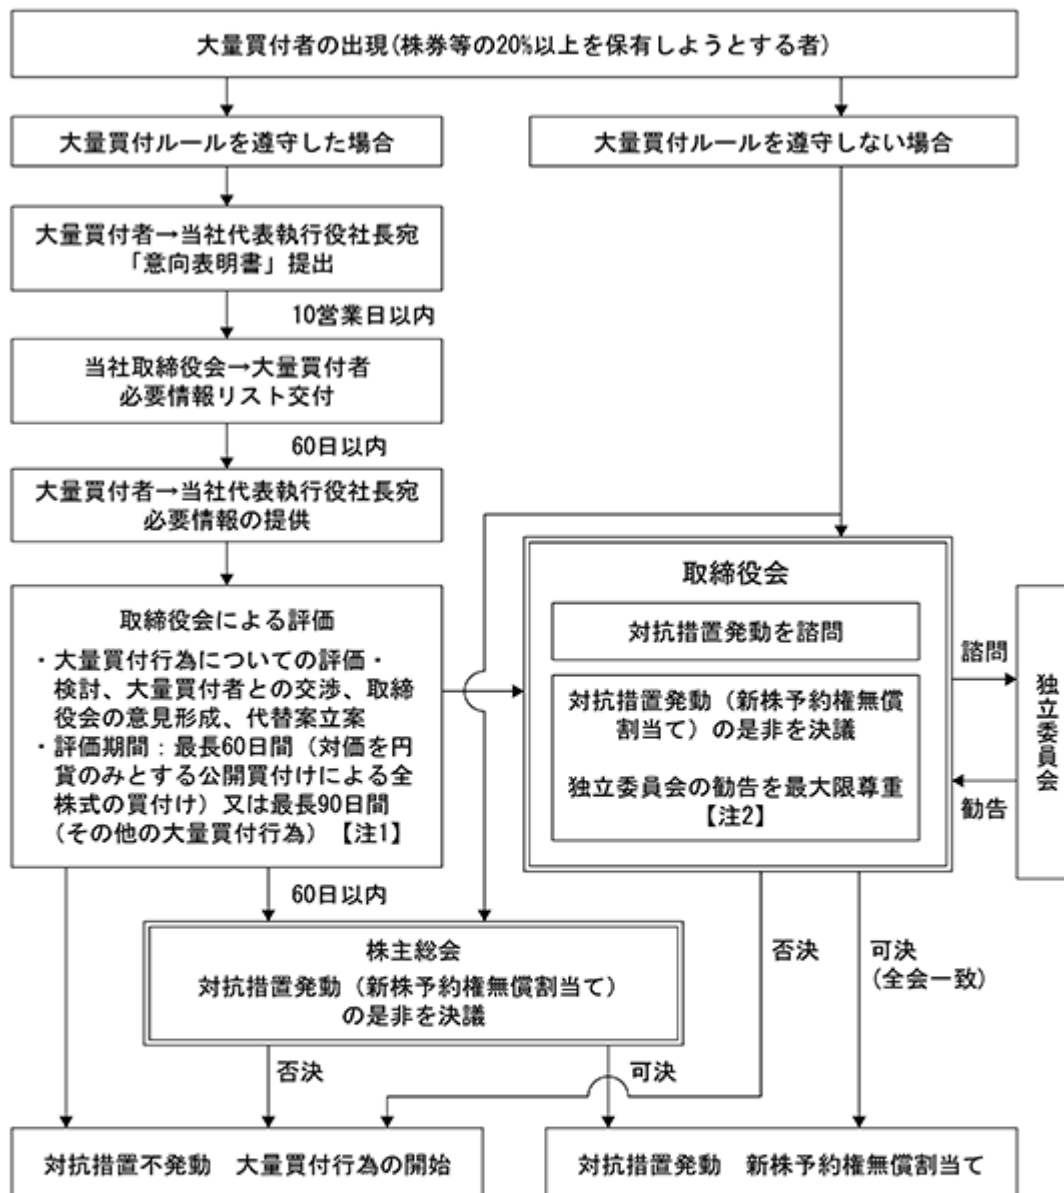 大量買付者の出現(株券等の20%以上を保有しようとする者)
大量買付ルールを遵守した場合
大量買付ルールを遵守しない場合
大量買付者→当社代表執行役社長宛
「意向表明書」提出
10営業日以内
当社取締役会→大量買付者
必要情報リスト交付
60日以内
大量買付者→当社代表執行役社長宛
必要情報の提供
取締役会による評価
・大量買付行為についての評価・
検討、大量買付者との交渉、取締
役会の意見形成、代替案立案
・評価期間：最長60日間（対価を円
貨のみとする公開買付けによる全
株式の買付け）又は最長90日間
（その他の大量買付行為）【注1】
取締役会
対抗措置発動を諮問
対抗措置発動（新株予約権無償
割当て）の是非を決議
独立委員会の勧告を最大限尊重
【注2】
諮問
勧告
独立委員会
60日以内
株主総会
対抗措置発動（新株予約権無償割当て）
の是非を決議
否決
可決
(全会一致)
否決
可決
対抗措置不発動　大量買付行為の開始
対抗措置発動　新株予約権無償割当て